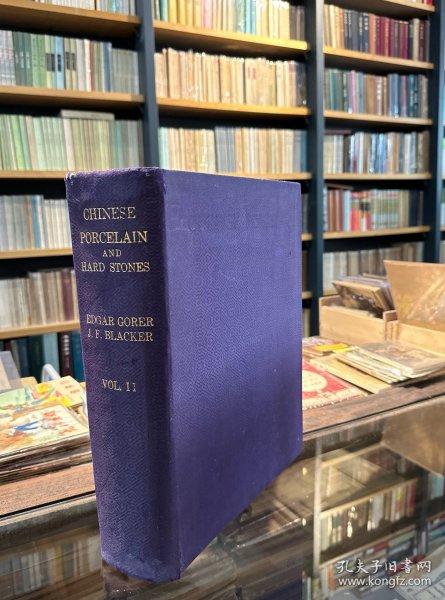 CHINESE
PORCELAIN
AND
HARD STONES
EDGAR GORER
J. F. BLACKER
VOL. II
孔夫子旧书网
www.kongfz.com